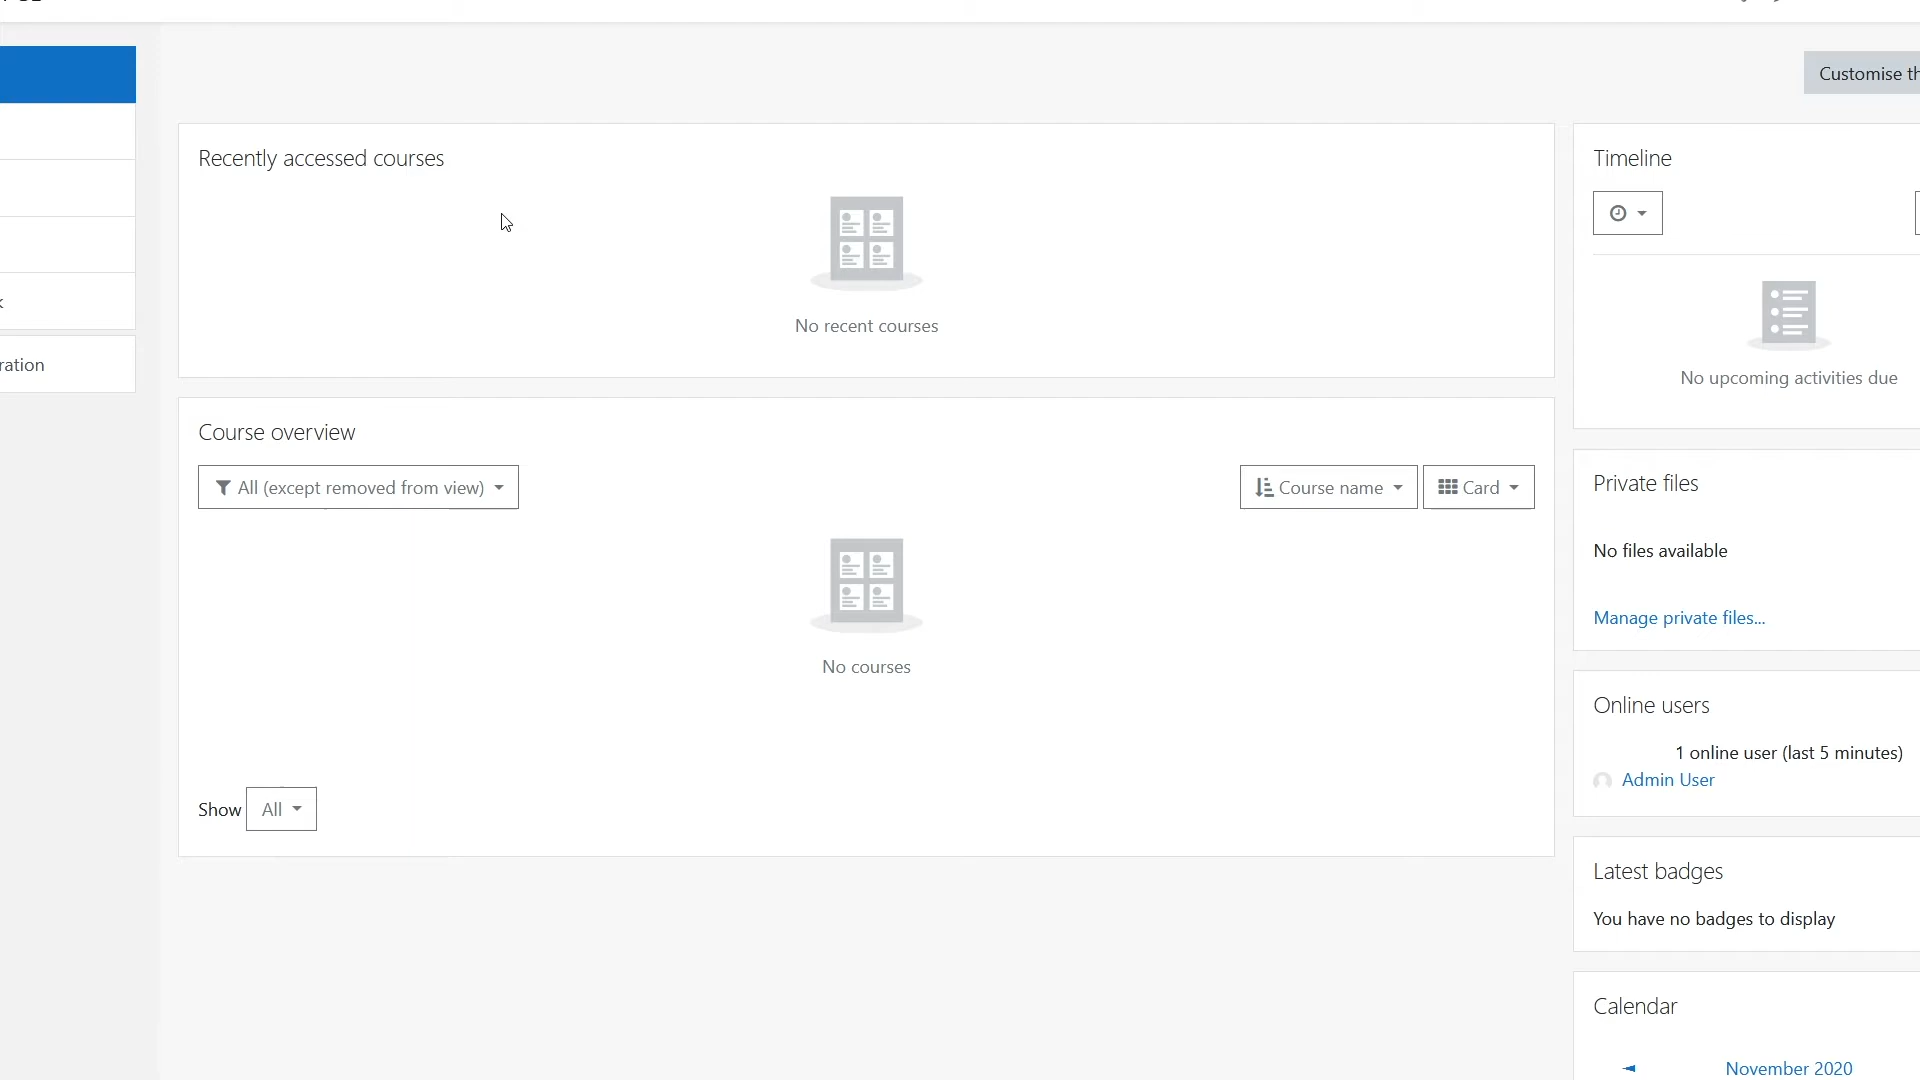 Customise th
Recently accessed courses
No recent courses
ration
Course overview
All (except removed from view)
Course name
Card
No courses
Show All
Timeline
No upcoming activities due
Private files
No files available
Manage private files...
Online users
1 online user (last 5 minutes)
Admin User
Latest badges
You have no badges to display
Calendar
November 2020